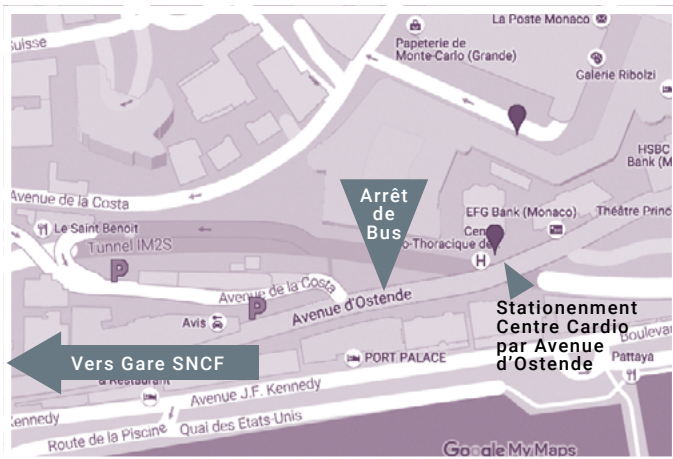 La Poste Monaco
Suisse
Papeterie de
Monte-Carlo (Grande)
Galerie Ribolzi
HSBC
Bank (M
Avenue de la Costa
Arrêt
de
Bus
EFG Bank (Monaco)
Théâtre Princ
Le Saint Benoit
Cen
o-Thoracique de
H
Tunnel IM2S
P
Avenue de la Costa
P
Avenue d'Ostende
Avis
Stationenment
Centre Cardio
par Avenue
d'Ostende
Boulevar
Vers Gare SNCF
PORT PALACE
Pattaya
& Restaurant
Avenue J.F. Kennedy
Kennedy
Route de la Piscine
Quai des Etats-Unis
Google My Maps